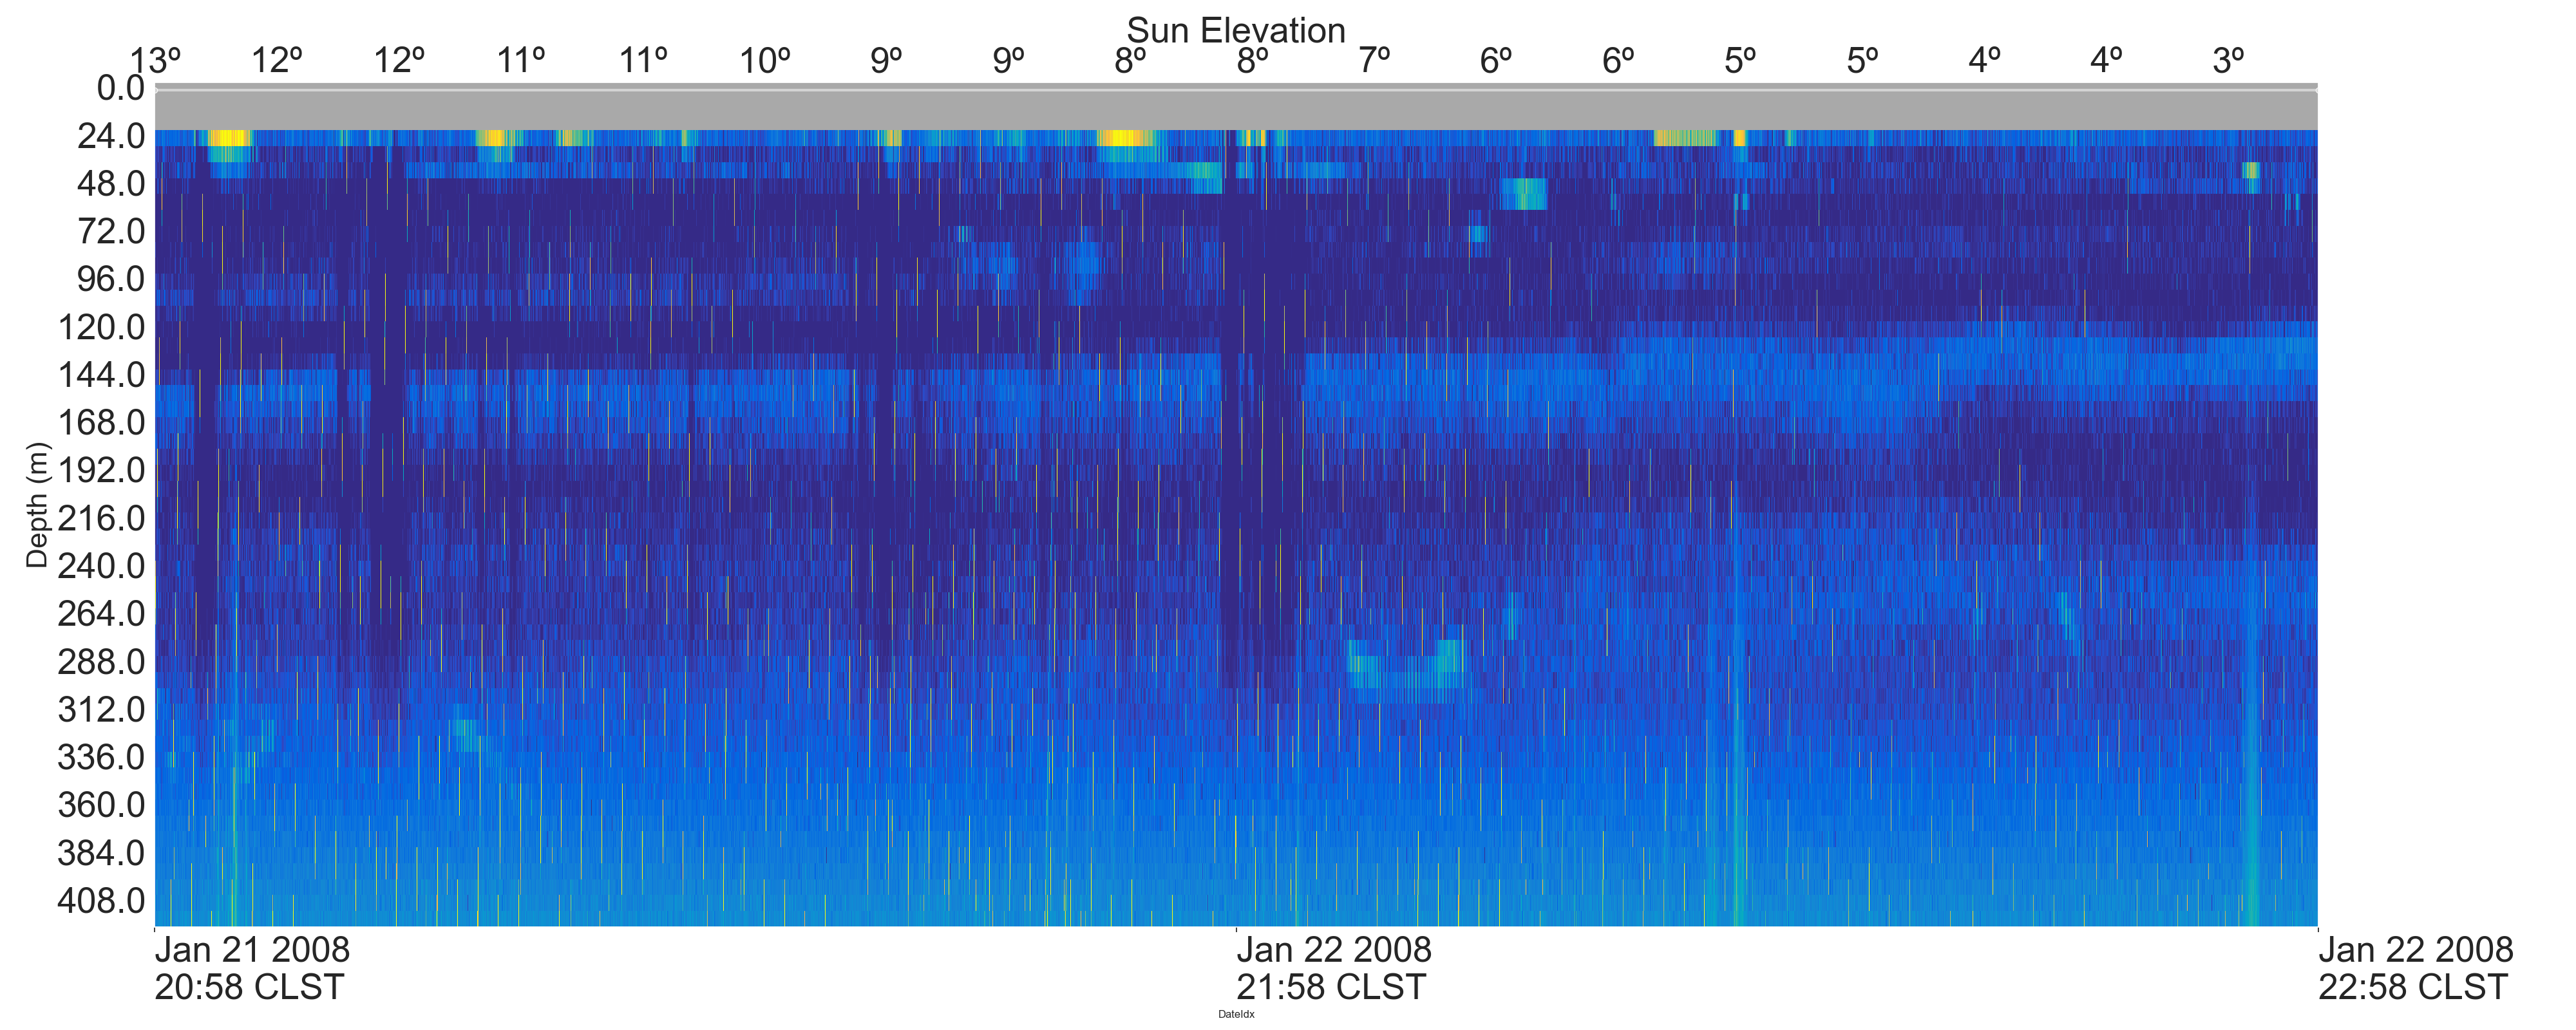 Sun Elevation
13º 12º 12º 11º 11º 10º 9º 9º 8º 8º 7º 6º 6º 5º 5º 4º 4º 3º
0.0
24.0
48.0
72.0
96.0
120.0
144.0
168.0
192.0
216.0
240.0
264.0
288.0
312.0
336.0
360.0
384.0
408.0
Depth (m)
Jan 21 2008
20:58 CLST
Jan 22 2008
21:58 CLST
Jan 22 2008
22:58 CLST
DateIdx